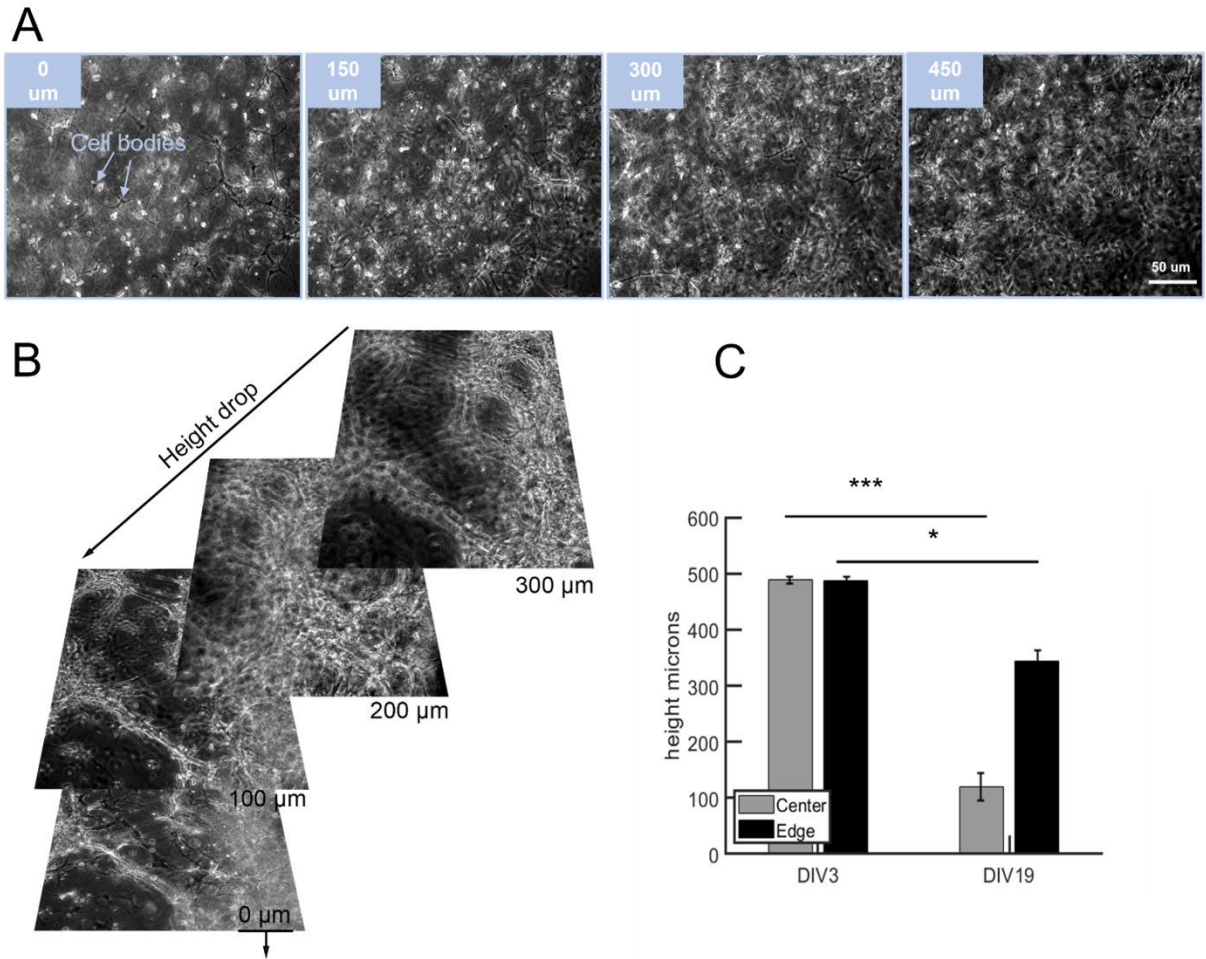 A
0
um
150
um
300
um
450
um
Cell bodies
50 um
B
Height drop
300 µm
200 µm
100 µm
0 µm
C
***
*
600
500
400
300
200
100
0
height microns
Center
Edge
DIV3
DIV19